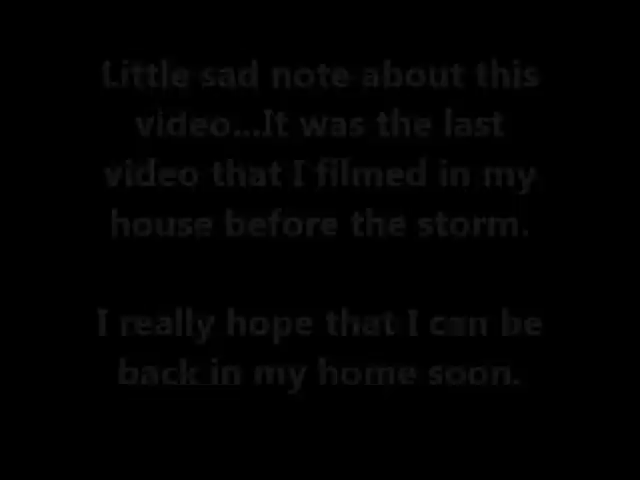 Little sad note about this
video...It was the last
video that I filmed in my
house before the storm.
I really hope that I can be
back in my home soon.